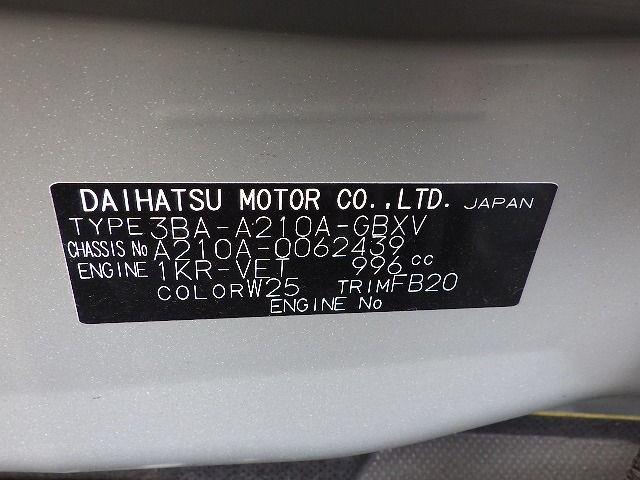 DAIHATSU MOTOR CO.,LTD. JAPAN
TYPE 3BA-A210A-GBXV
CHASSIS No A210A-0062439
ENGINE 1KR-VET 996 cc
COLOR W25 TRIM FB20
ENGINE No